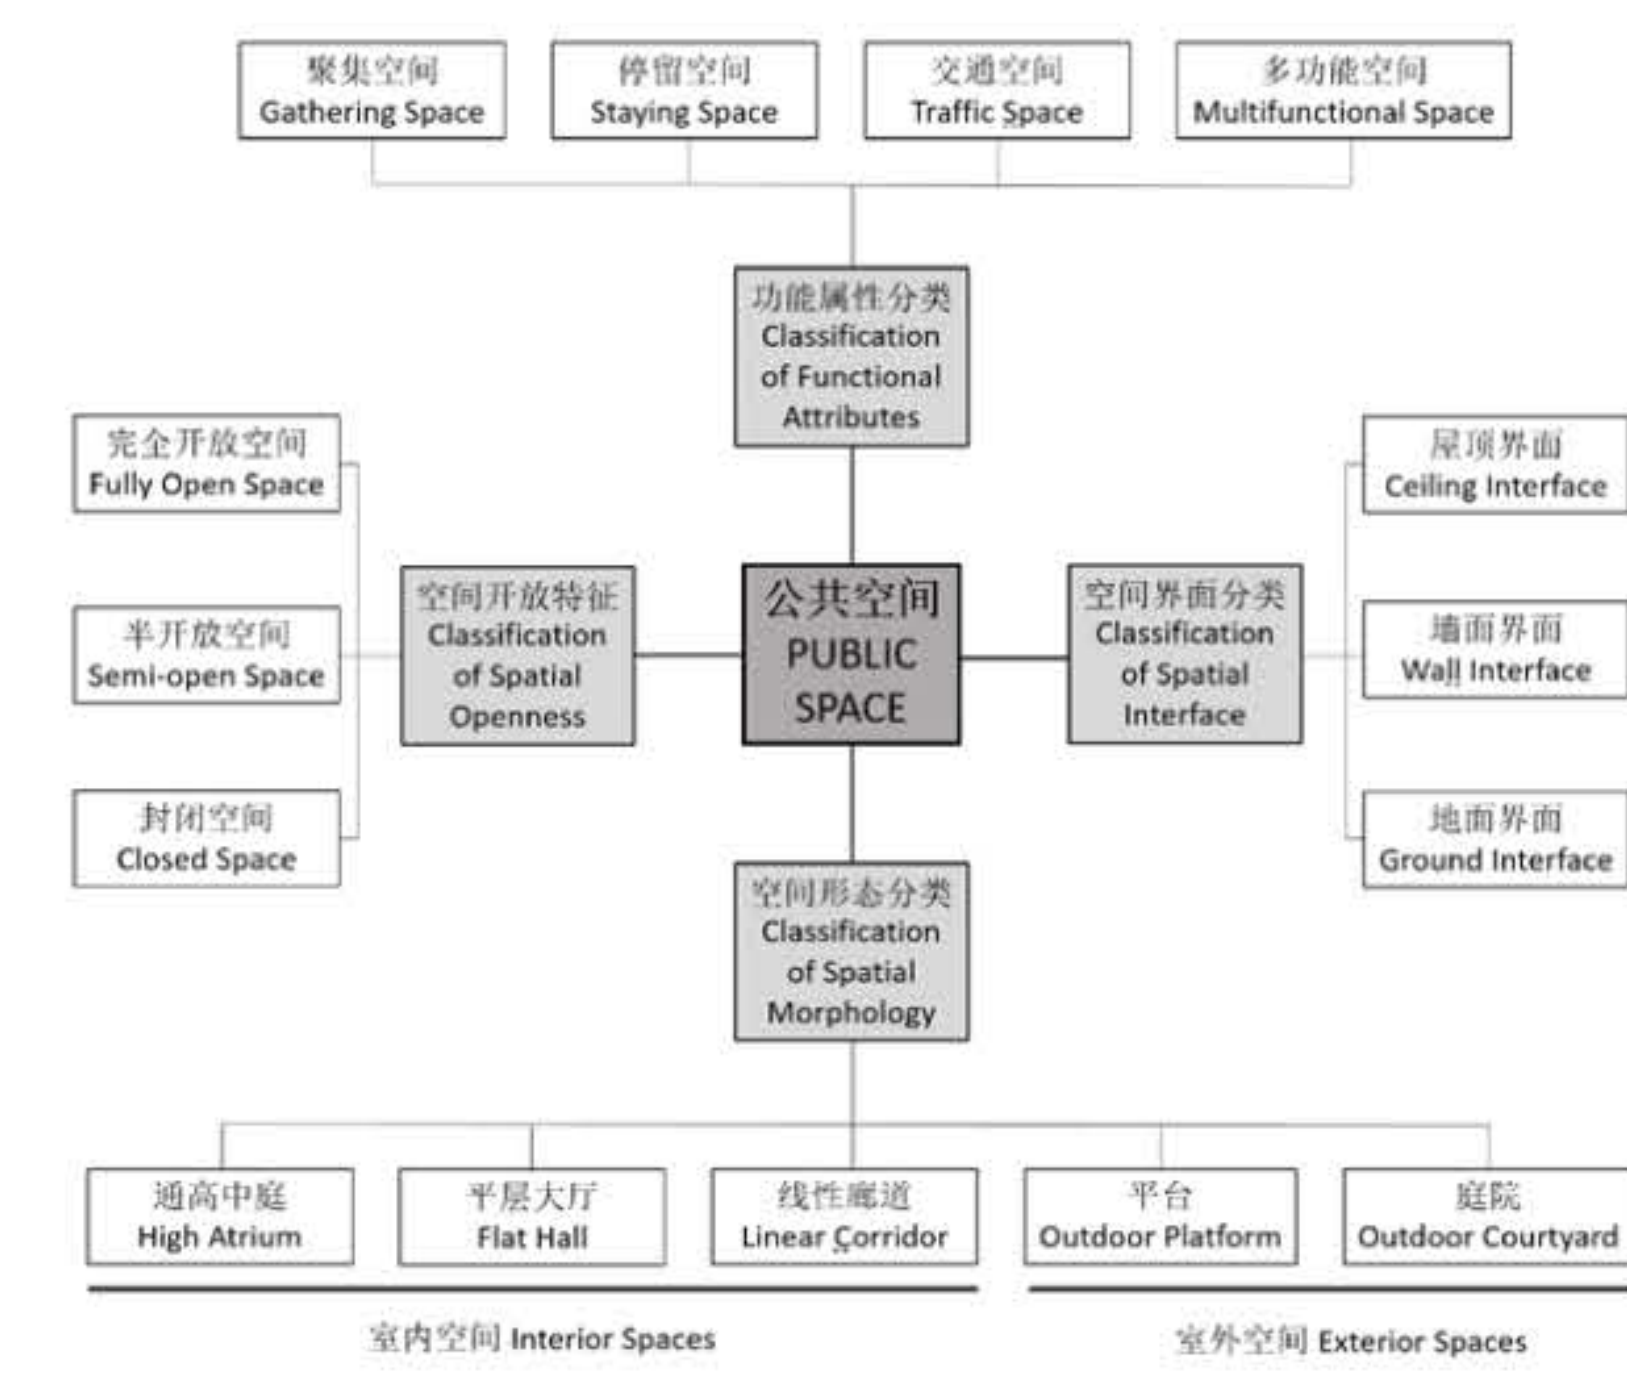 聚集空间
Gathering Space
停留空间
Staying Space
交通空间
Traffic Space
多功能空间
Multifunctional Space
功能属性分类
Classification
of Functional
Attributes
完全开放空间
Fully Open Space
半开放空间
Semi-open Space
封闭空间
Closed Space
空间开放特征
Classification
of Spatial
Openness
公共空间
PUBLIC
SPACE
空间界面分类
Classification
of Spatial
Interface
屋顶界面
Ceiling Interface
墙面界面
Wall Interface
地面界面
Ground Interface
空间形态分类
Classification
of Spatial
Morphology
通高中庭
High Atrium
平层大厅
Flat Hall
线性廊道
Linear Corridor
平台
Outdoor Platform
庭院
Outdoor Courtyard
室内空间 Interior Spaces
室外空间 Exterior Spaces